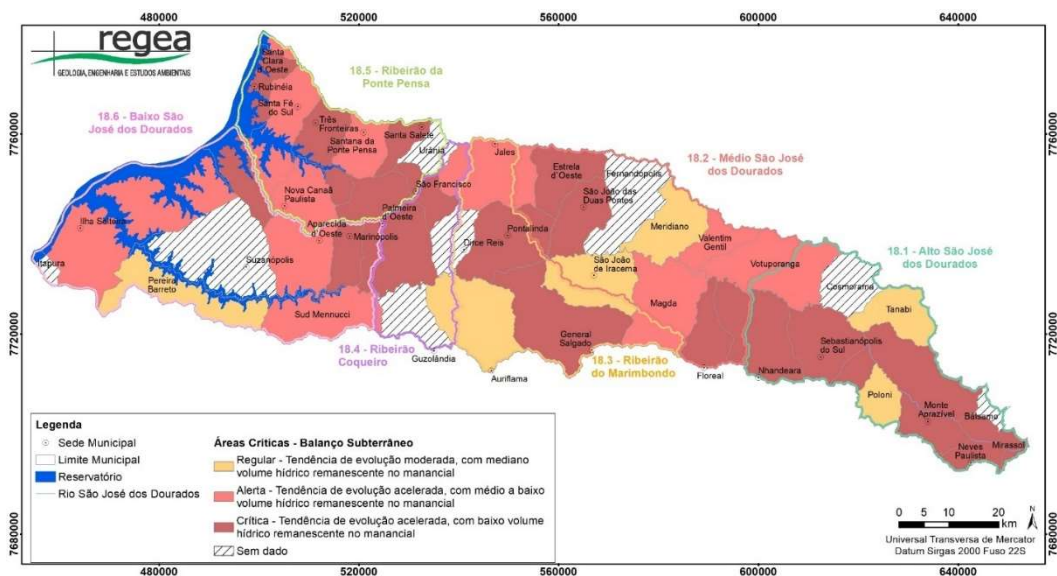 480000
520000
560000
600000
640000
regea
GEOLOGIA, ENGENHARIA E ESTUDOS AMBIENTAIS
Santa
Clara
d´Oeste
18.5 - Ribeirão da
Ponte Pensa
Rubinéia
Santa Fé
do Sul
18.6 - Baixo São
José dos Dourados
Três
Fronteiras
Santana da
Ponte Pensa
Santa Salete
Urânia
7760000
7760000
Jales
18.2 - Médio São José
dos Dourados
Estrela
d´Oeste
Fernandópolis
São Francisco
São João das
Duas Pontes
Nova Canaã
Paulista
Palmeira
d´Oeste
Ilha Solteira
Aparecida
d´Oeste
Marinópolis
Dirce Reis
Pontalinda
Meridiano
Valentim
Gentil
Votuporanga
18.1 - Alto São José
dos Dourados
Itapura
Suzanápolis
São João
de Iracema
Cosmorama
Pereira
Barreto
Magda
Tanabi
Sud Mennucci
General
Salgado
Sebastianópolis
do Sul
7720000
7720000
18.4 - Ribeirão
Coqueiro
Guzolândia
18.3 - Ribeirão
do Marimbondo
Auriflama
Floreal
Nhandeara
Poloni
Monte
Aprazível
Bálsamo
Neves
Paulista
Mirassol
Legenda
Sede Municipal
Limite Municipal
Reservatório
Rio São José dos Dourados
Áreas Críticas - Balanço Subterrâneo
Regular - Tendência de evolução moderada, com mediano
volume hídrico remanescente no manancial
Alerta - Tendência de evolução acelerada, com médio a baixo
volume hídrico remanescente no manancial
Crítica - Tendência de evolução acelerada, com baixo volume
hídrico remanescente no manancial
Sem dado
0 5 10 20
km
N
Universal Transversa de Mercator
Datum Sirgas 2000 Fuso 22S
7680000
7680000
480000
520000
560000
600000
640000